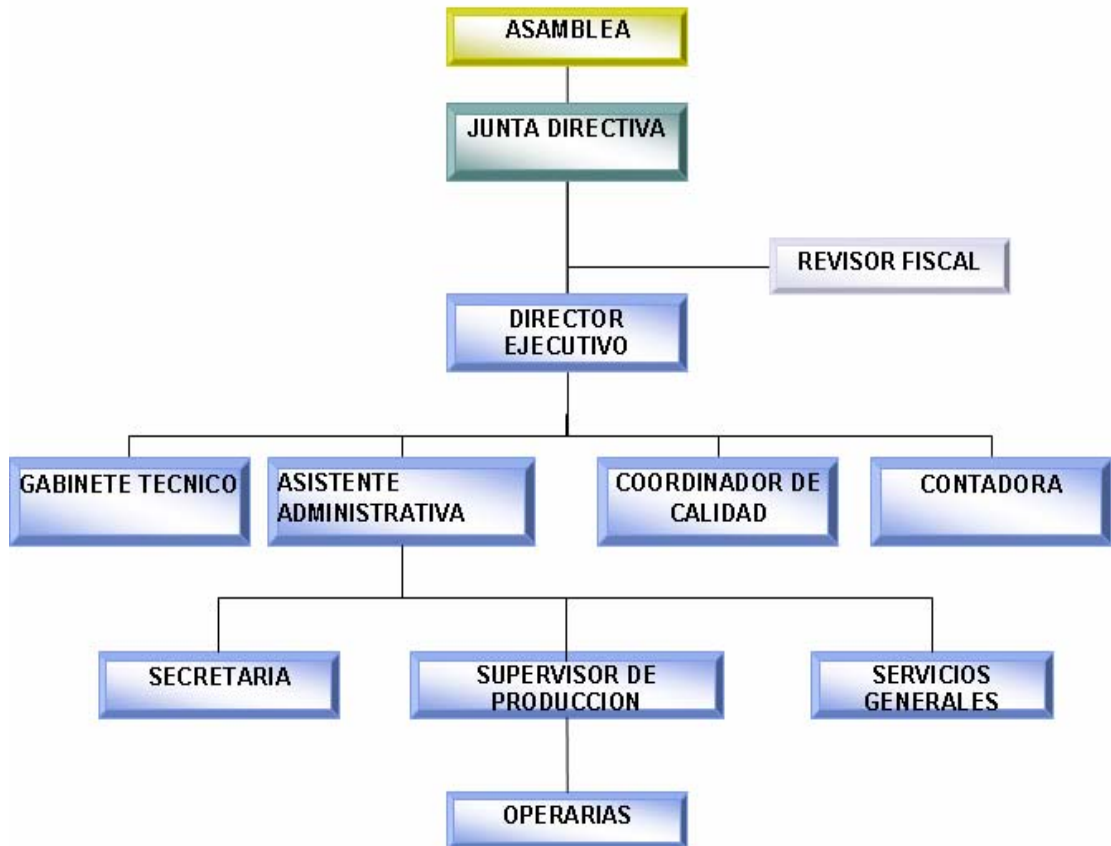 ASAMBLEA
JUNTA DIRECTIVA
REVISOR FISCAL
DIRECTOR
EJECUTIVO
GABINETE TECNICO
ASISTENTE
ADMINISTRATIVA
COORDINADOR DE
CALIDAD
CONTADORA
SECRETARIA
SUPERVISOR DE
PRODUCCION
SERVICIOS
GENERALES
OPERARIAS